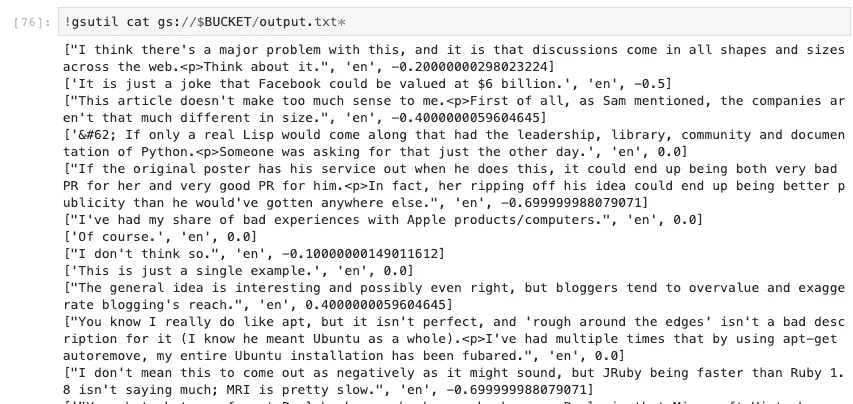 [76]: !gsutil cat gs://$BUCKET/output.txt*
["I think there's a major problem with this, and it is that discussions come in all shapes and sizes
across the web.<p>Think about it.", 'en', −0.20000000298023224]
['It is just a joke that Facebook could be valued at $6 billion.', 'en', −0.5]
["This article doesn't make too much sense to me.<p>First of all, as Sam mentioned, the companies ar
en't that much different in size.", 'en', −0.4000000059604645]
['&#62; If only a real Lisp would come along that had the leadership, library, community and documen
tation of Python.<p>Someone was asking for that just the other day.', 'en', 0.0]
["If the original poster has his service out when he does this, it could end up being both very bad
PR for her and very good PR for him.<p>In fact, her ripping off his idea could end up being better p
ublicity than he would've gotten anywhere else.", 'en', −0.699999988079071]
["I've had my share of bad experiences with Apple products/computers.", 'en', 0.0]
['Of course.', 'en', 0.0]
["I don't think so.", 'en', −0.10000000149011612]
['This is just a single example.', 'en', 0.0]
["The general idea is interesting and possibly even right, but bloggers tend to overvalue and exagge
rate blogging's reach.", 'en', 0.4000000059604645]
["You know I really do like apt, but it isn't perfect, and 'rough around the edges' isn't a bad desc
ription for it (I know he meant Ubuntu as a whole).<p>I've had multiple times that by using apt-get
autoremove, my entire Ubuntu installation has been fubared.", 'en', 0.0]
["I don't mean this to come out as negatively as it might sound, but JRuby being faster than Ruby 1.
8 isn't saying much; MRI is pretty slow.", 'en', −0.699999988079071]